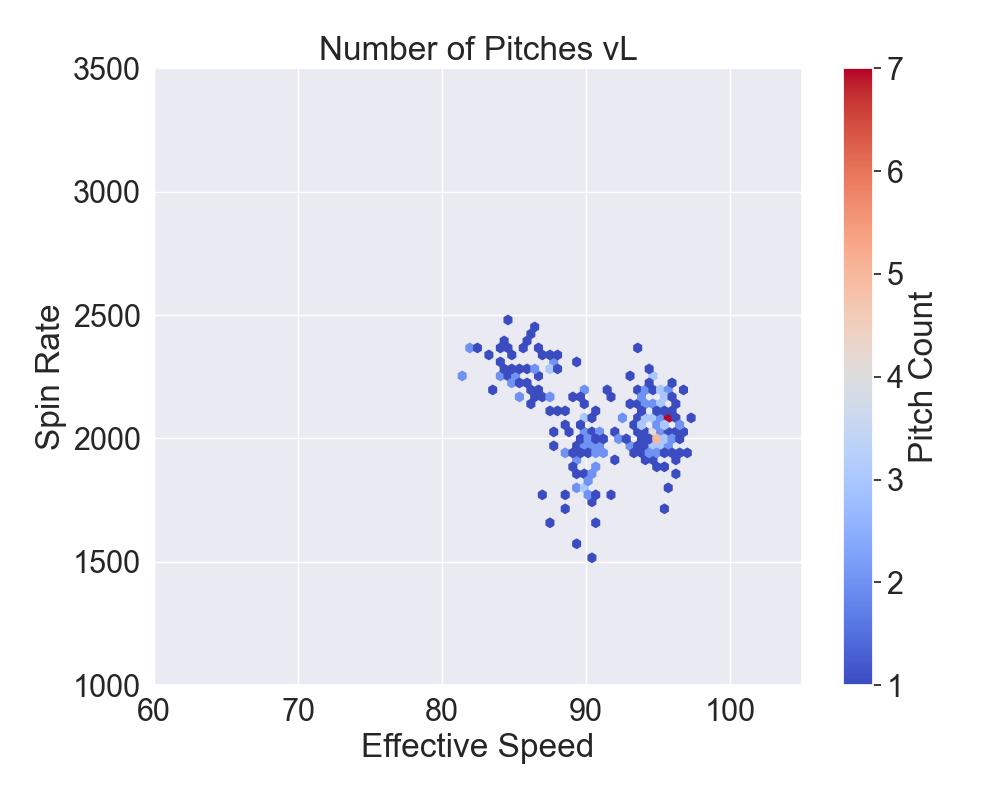 Number of Pitches vL
3500
3000
2500
2000
1500
1000
Spin Rate
60 70 80 90 100
Effective Speed
7
6
5
4
3
2
1
Pitch Count